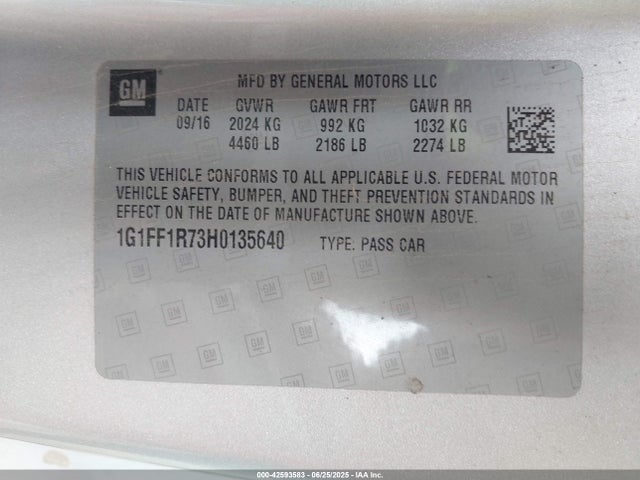 GM MFD BY GENERAL MOTORS LLC
DATE GVWR GAWR FRT GAWR RR
09/16 2024 KG 992 KG 1032 KG
4460 LB 2186 LB 2274 LB
THIS VEHICLE CONFORMS TO ALL APPLICABLE U.S. FEDERAL MOTOR
VEHICLE SAFETY, BUMPER, AND THEFT PREVENTION STANDARDS IN
EFFECT ON THE DATE OF MANUFACTURE SHOWN ABOVE.
1G1FF1R73H0135640 TYPE: PASS CAR
000-42593583 - 06/25/2025 - IAAI Inc.